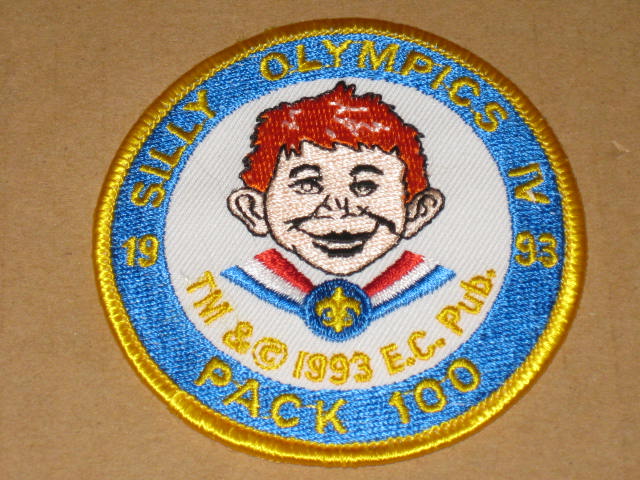 SILLY OLYMPICS IV
19 93
TM & © 1993 E.C. Pub.
PACK 100